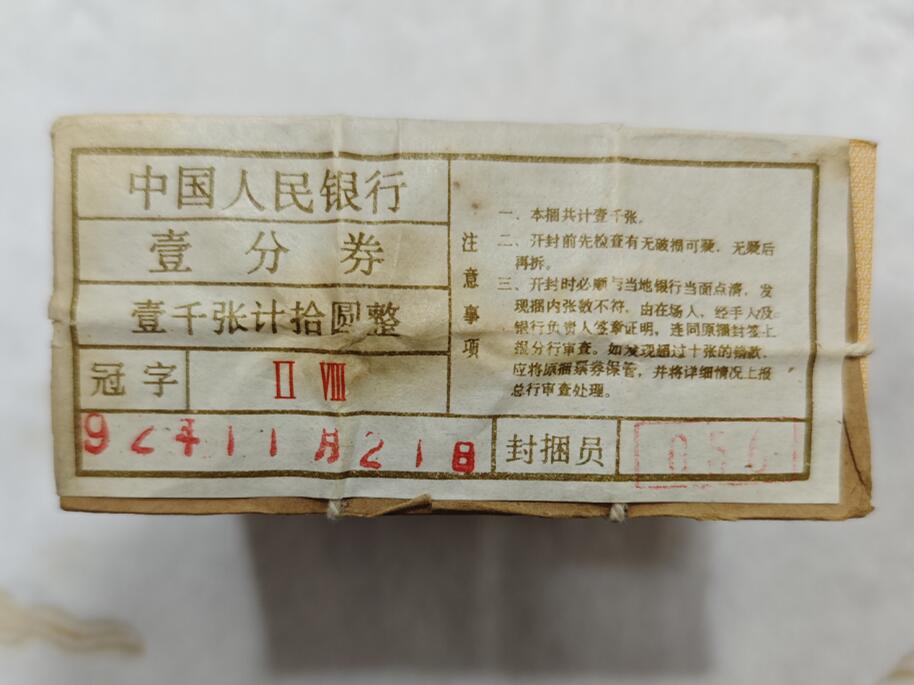 中国人民银行
壹分券
壹千张计拾圆整
冠字 Ⅱ Ⅷ
92年11月21日
封捆员 056
注意事项
一、本捆共计壹千张。
二、开封前先检查有无破损可疑，无疑后
再拆。
三、开封时必须与当地银行当面点清，发
现捆内张数不符，由在场人、经手人及
银行负责人签章证明，连同原捆封签上
报分行审查。如发现超过十张的错款，
应将原捆票券保管，并将详细情况上报
总行审查处理。